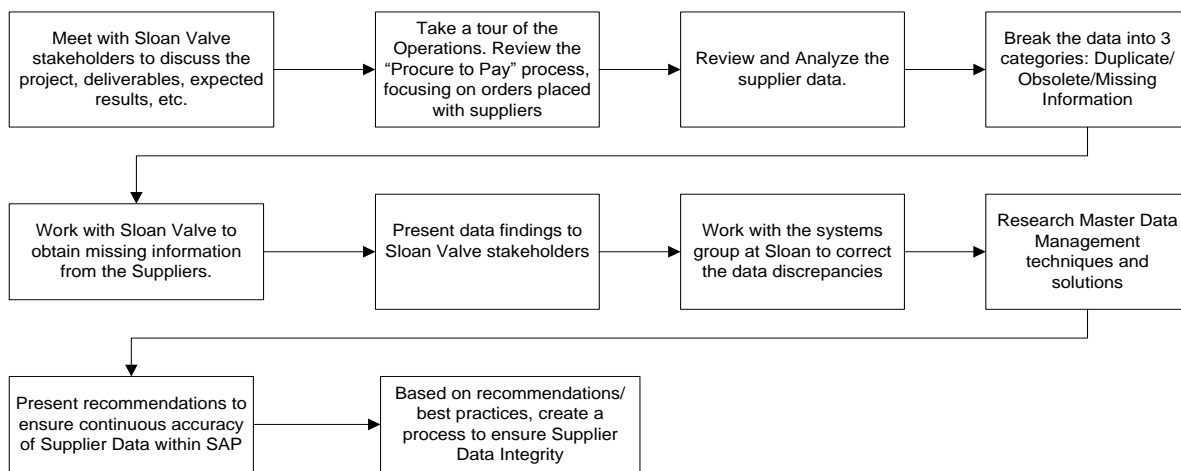 Meet with Sloan Valve
stakeholders to discuss the
project, deliverables, expected
results, etc.
Take a tour of the
Operations. Review the
“Procure to Pay” process,
focusing on orders placed
with suppliers
Review and Analyze the
supplier data.
Break the data into 3
categories: Duplicate/
Obsolete/Missing
Information
Work with Sloan Valve to
obtain missing information
from the Suppliers.
Present data findings to
Sloan Valve stakeholders
Work with the systems
group at Sloan to correct
the data discrepancies
Research Master Data
Management
techniques and
solutions
Present recommendations to
ensure continuous accuracy
of Supplier Data within SAP
Based on recommendations/
best practices, create a
process to ensure Supplier
Data Integrity